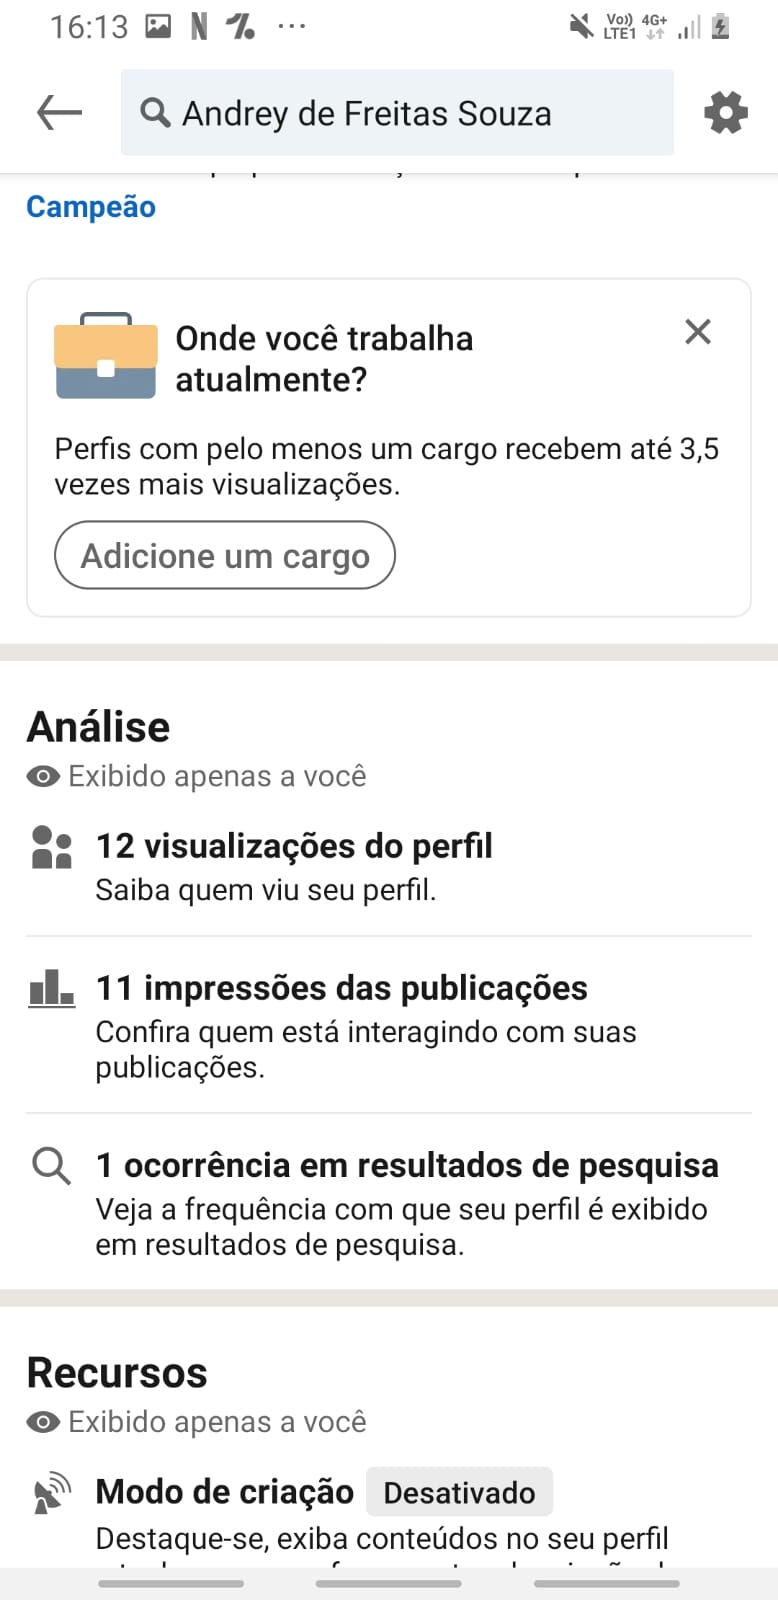 16:13
Vo)) 4G+
LTE1
Andrey de Freitas Souza
Campeão
Onde você trabalha
atualmente?
Perfis com pelo menos um cargo recebem até 3,5
vezes mais visualizações.
Adicione um cargo
Análise
Exibido apenas a você
12 visualizações do perfil
Saiba quem viu seu perfil.
11 impressões das publicações
Confira quem está interagindo com suas
publicações.
1 ocorrência em resultados de pesquisa
Veja a frequência com que seu perfil é exibido
em resultados de pesquisa.
Recursos
Exibido apenas a você
Modo de criação Desativado
Destaque-se, exiba conteúdos no seu perfil